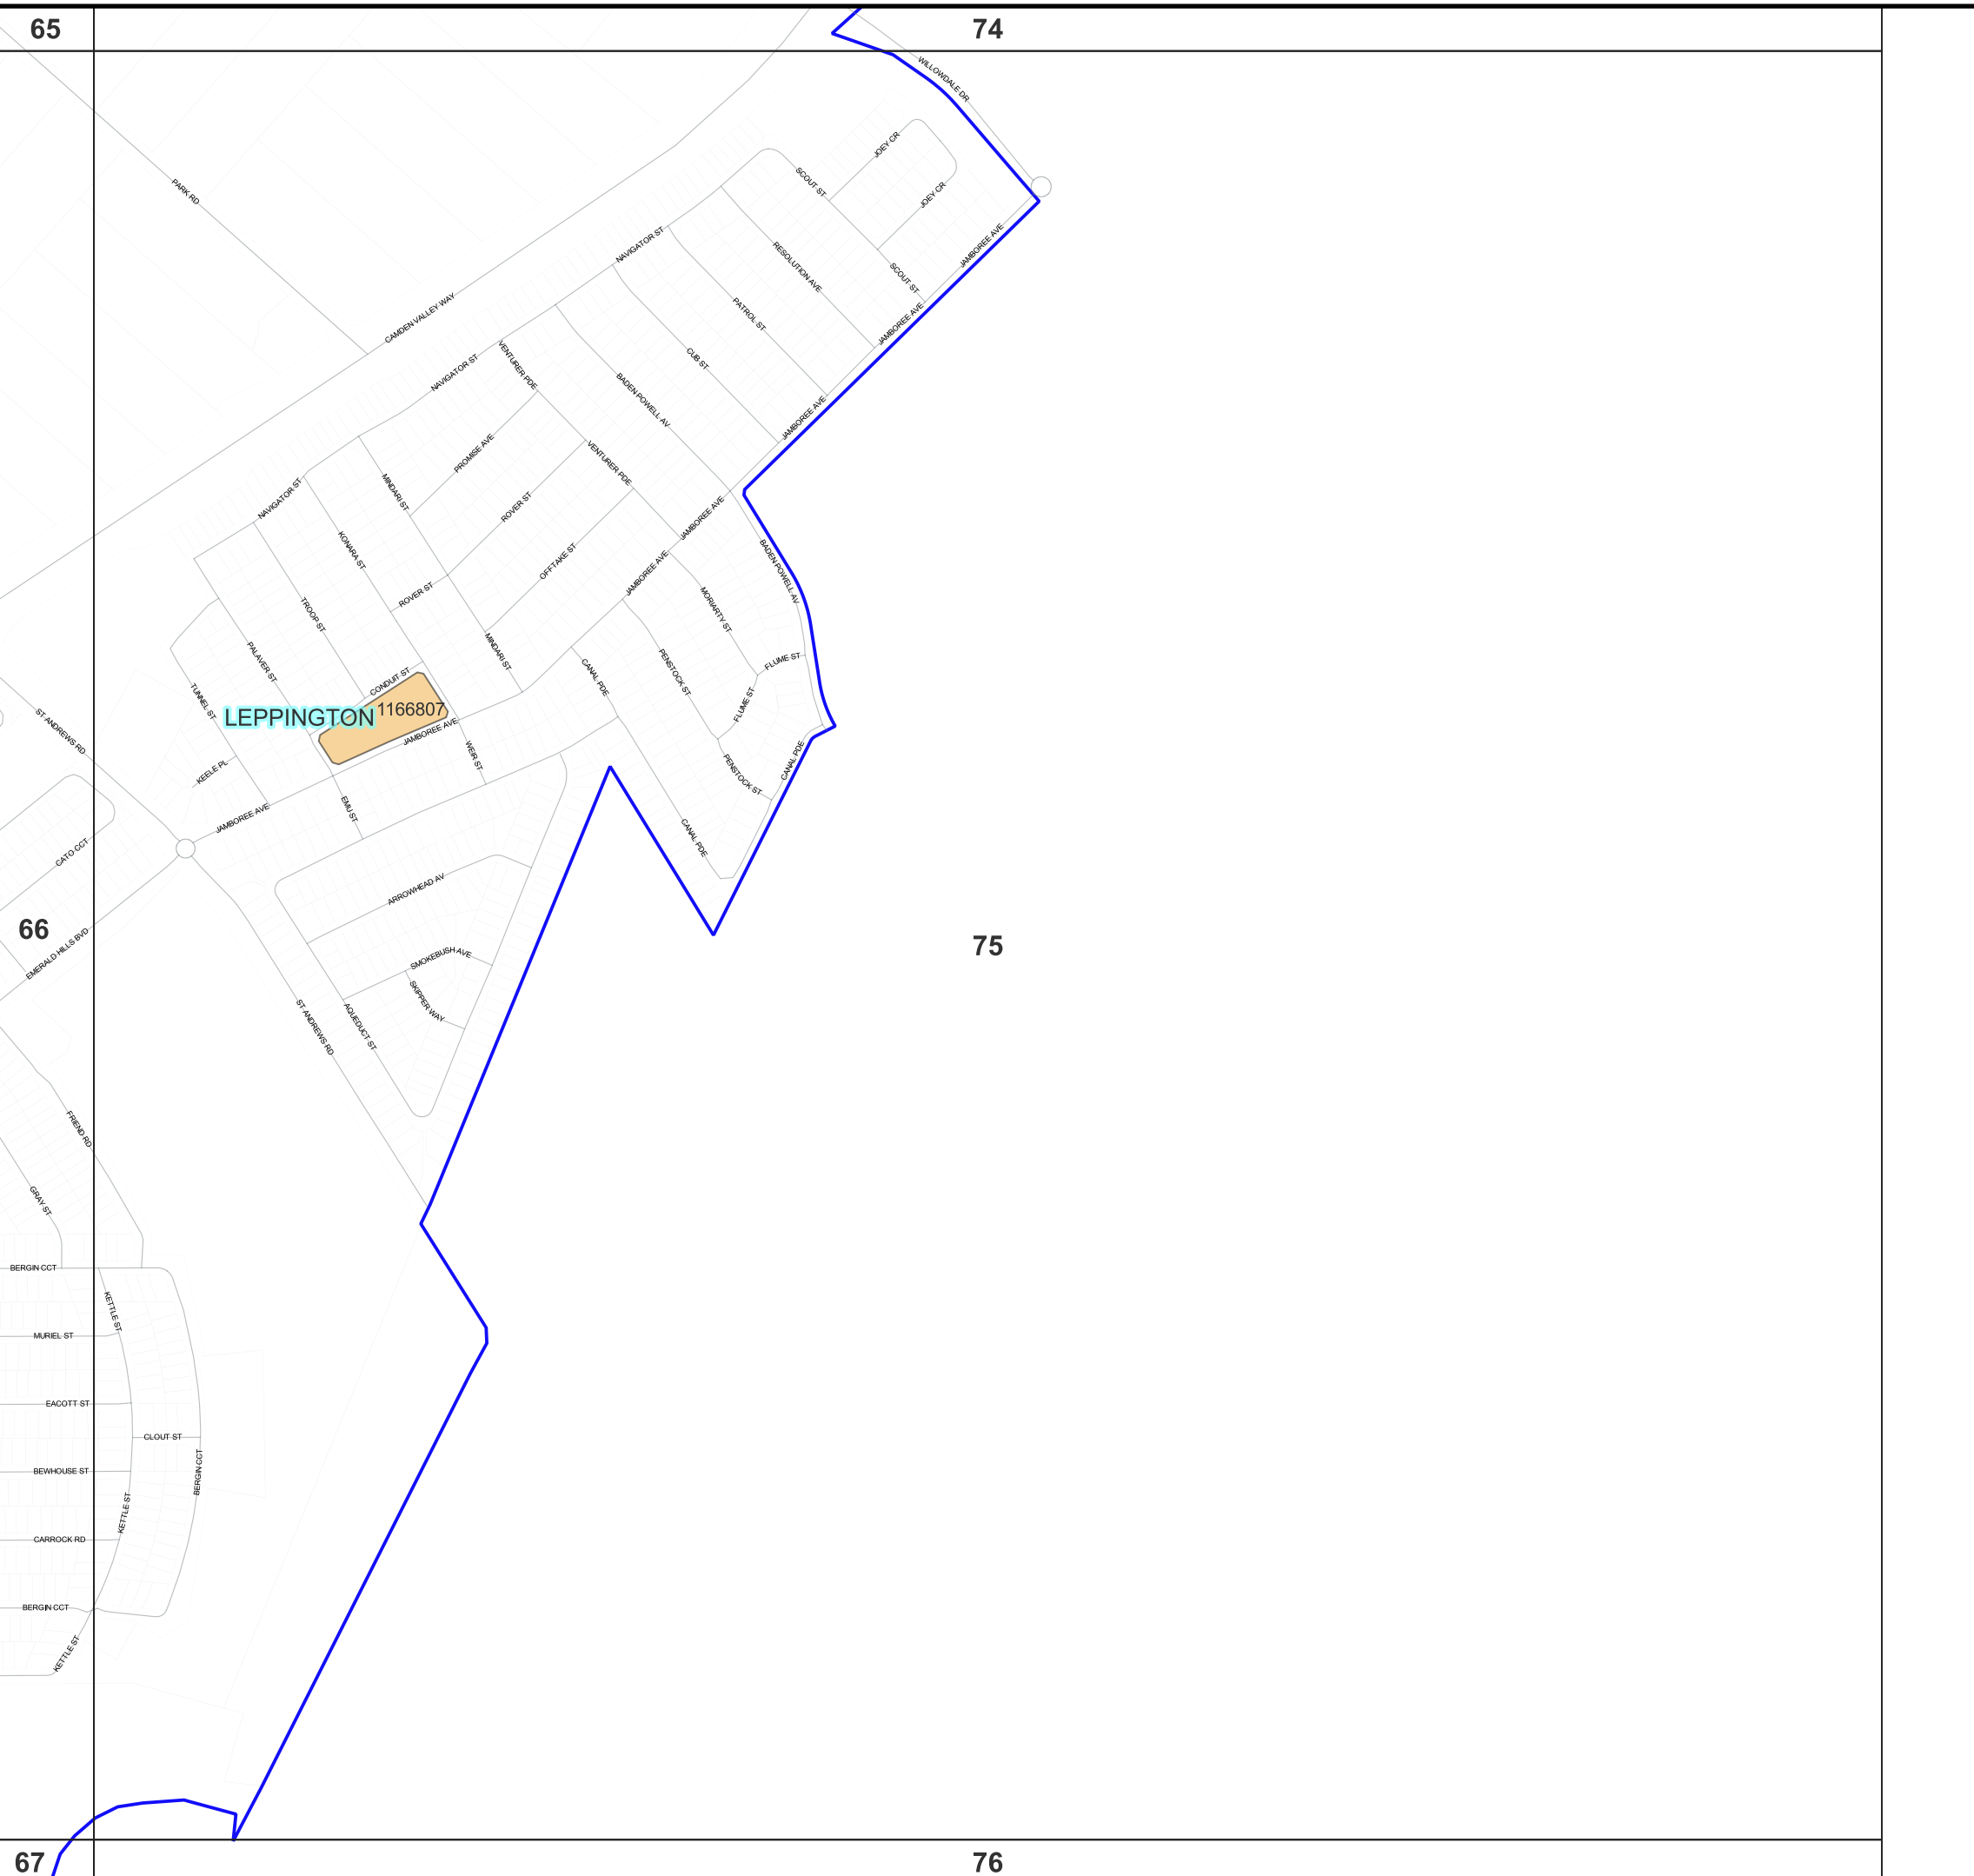 65
74
WILLOWDALE DR
JOEY CR
SCOUT ST
PARK RD
JOEY CR
NAVIGATOR ST
JAMBOREE AVE
RESOLUTION AVE
SCOUT ST
CAMDEN VALLEY WAY
PATROL ST
JAMBOREE AVE
CUB ST
VENTURER PDE
NAVIGATOR ST
BADEN POWELL AV
JAMBOREE AVE
PROMISE AVE
VENTURER PDE
MINDARI ST
NAVIGATOR ST
ROVER ST
JAMBOREE AVE
KONARA ST
OFFTAKE ST
JAMBOREE AVE
BADEN POWELL AV
ROVER ST
TROOP ST
MORIARTY ST
MINDARI ST
PALAVER ST
FLUME ST
PENSTOCK ST
CANAL PDE
CONDUIT ST
TUNNEL ST
FLUME ST
LEPPINGTON
1166807
ST ANDREWS RD
JAMBOREE AVE
WEIR ST
CANAL PDE
KEELE PL
PENSTOCK ST
EMU ST
JAMBOREE AVE
CANAL PDE
CATO CCT
ARROWHEAD AV
66
75
EMERALD HILLS BVD
SMOKEBUSH AVE
SKIPPER WAY
ST ANDREWS RD
AQUEDUCT ST
FRIEND RD
GRAY ST
BERGIN CCT
KETTLE ST
MURIEL ST
EACOTT ST
CLOUT ST
BEWHOUSE ST
BERGIN CCT
KETTLE ST
CARROCK RD
BERGIN CCT
KETTLE ST
67
76